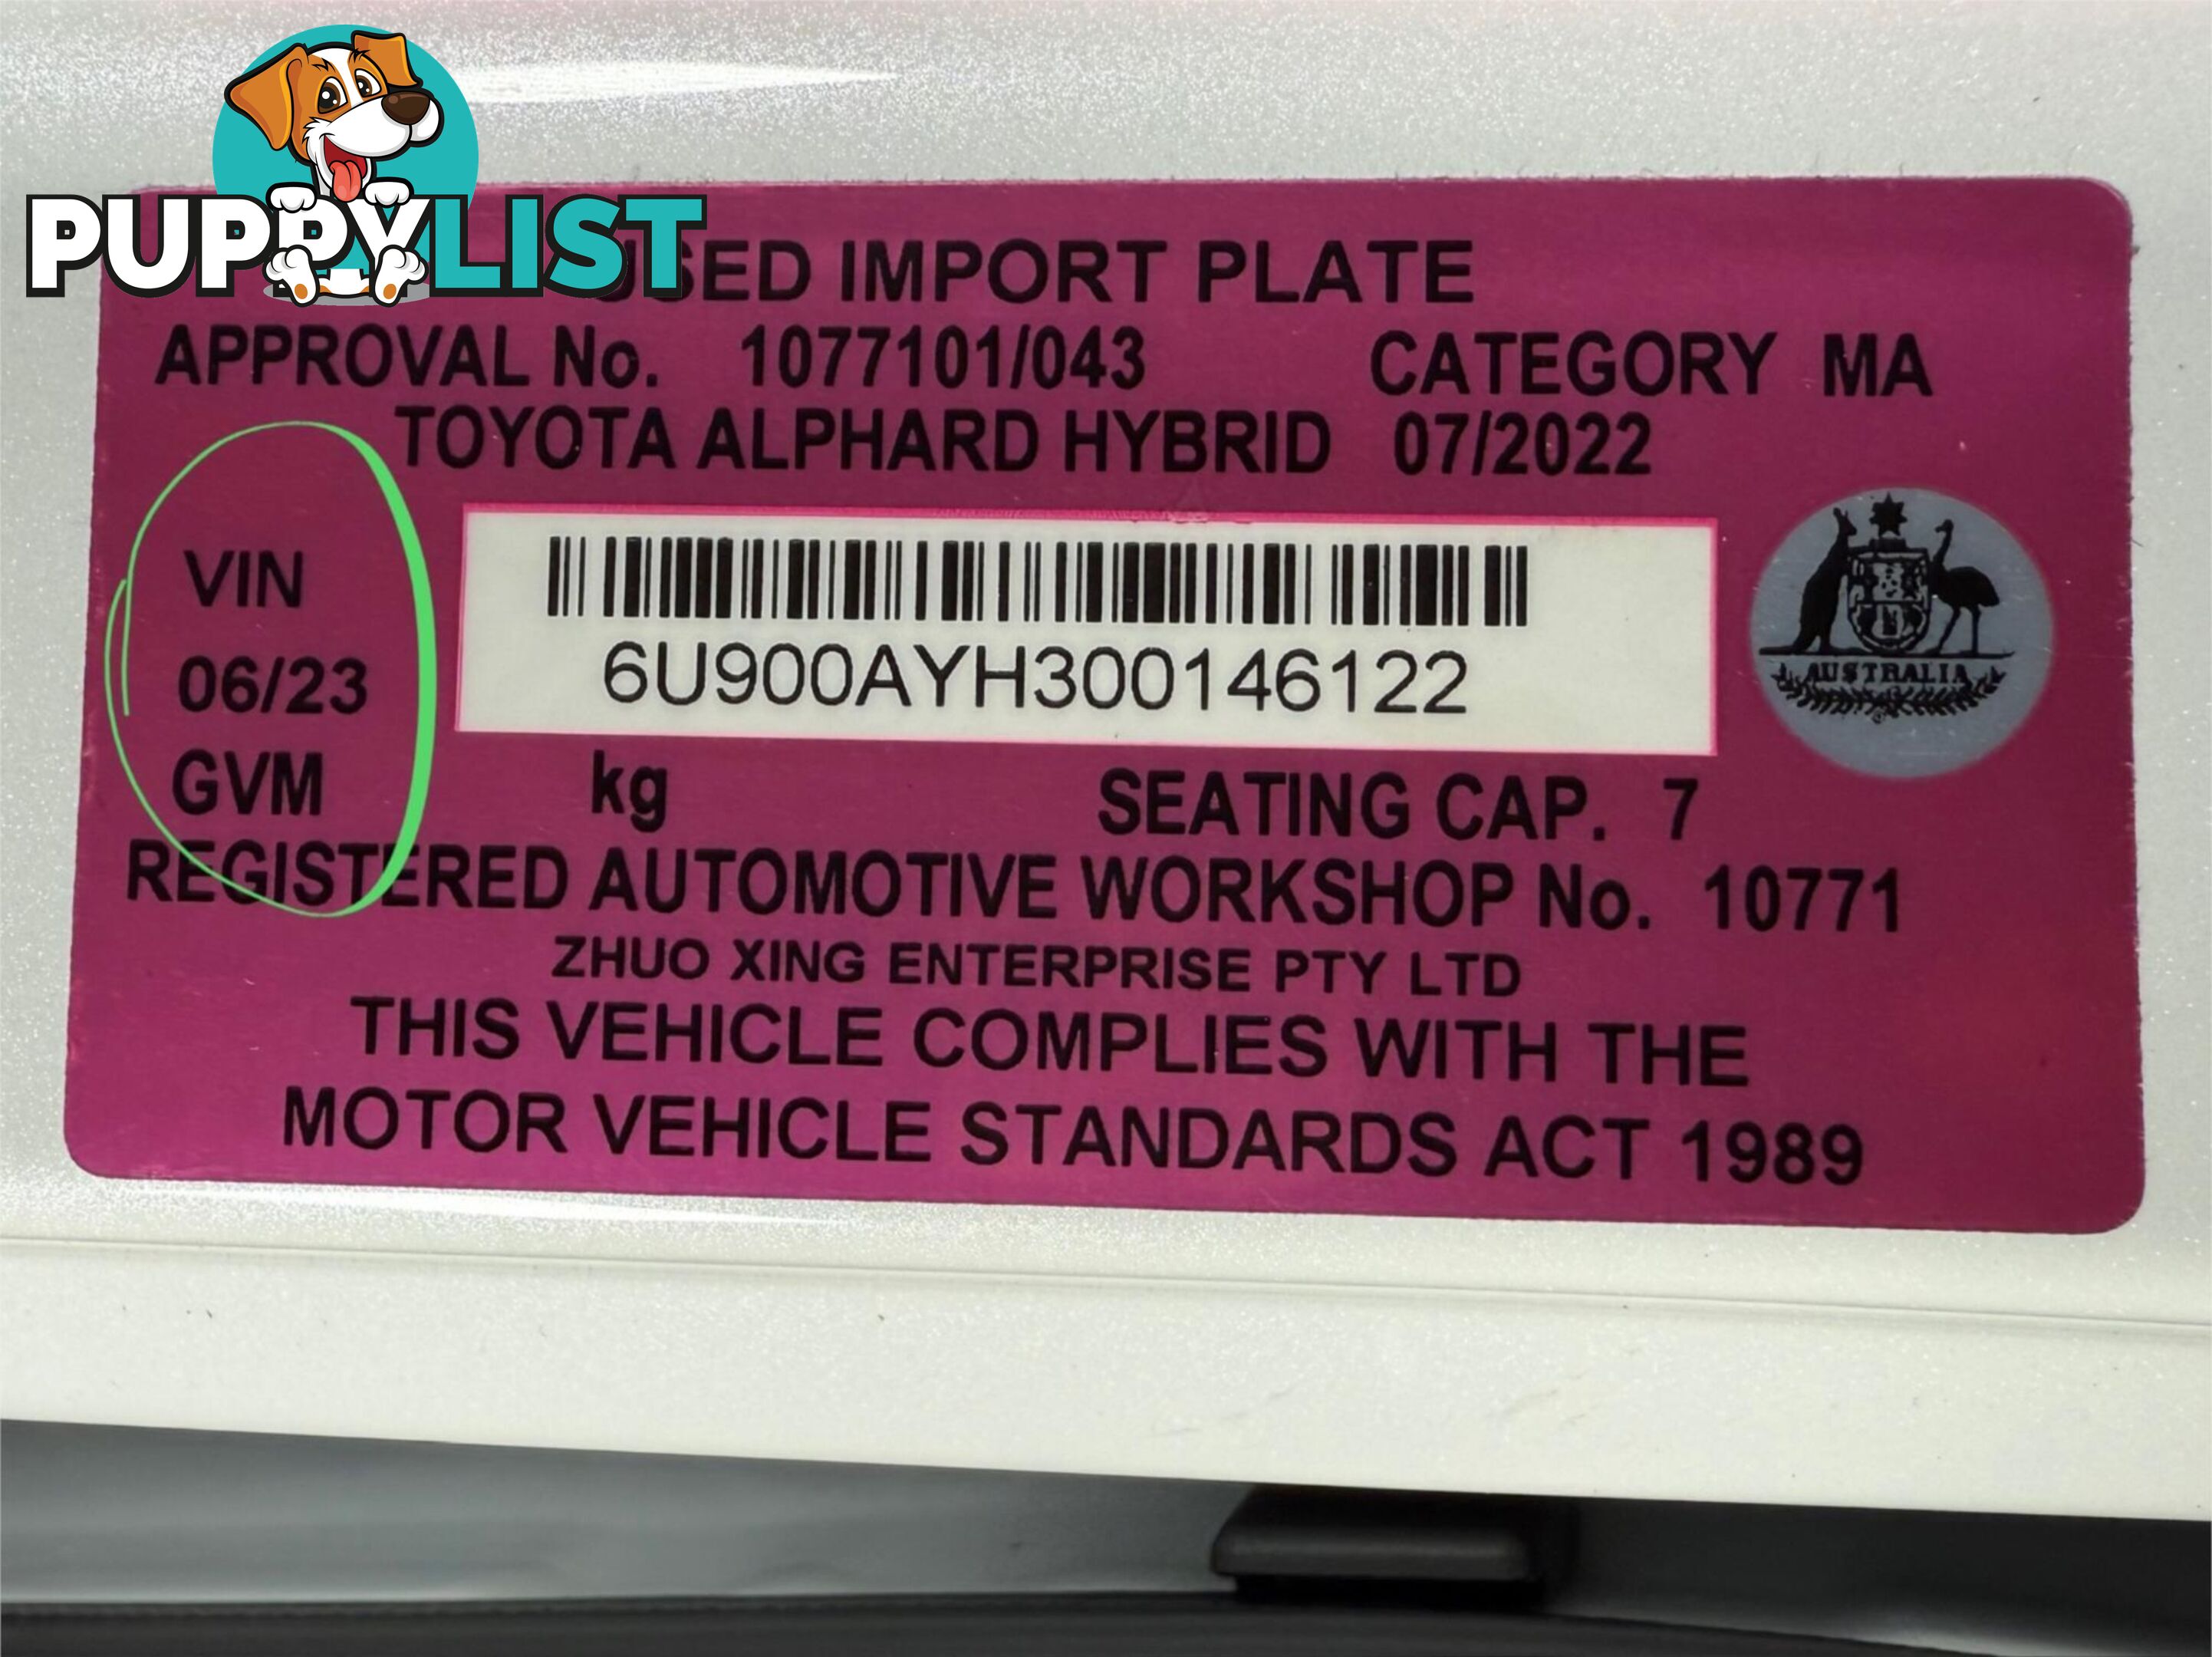 PUPPYLIST
USED IMPORT PLATE
APPROVAL No. 1077101/043 CATEGORY MA
TOYOTA ALPHARD HYBRID 07/2022
VIN
06/23
6U900AYH300146122
AUSTRALIA
GVM kg SEATING CAP. 7
REGISTERED AUTOMOTIVE WORKSHOP No. 10771
ZHUO XING ENTERPRISE PTY LTD
THIS VEHICLE COMPLIES WITH THE
MOTOR VEHICLE STANDARDS ACT 1989